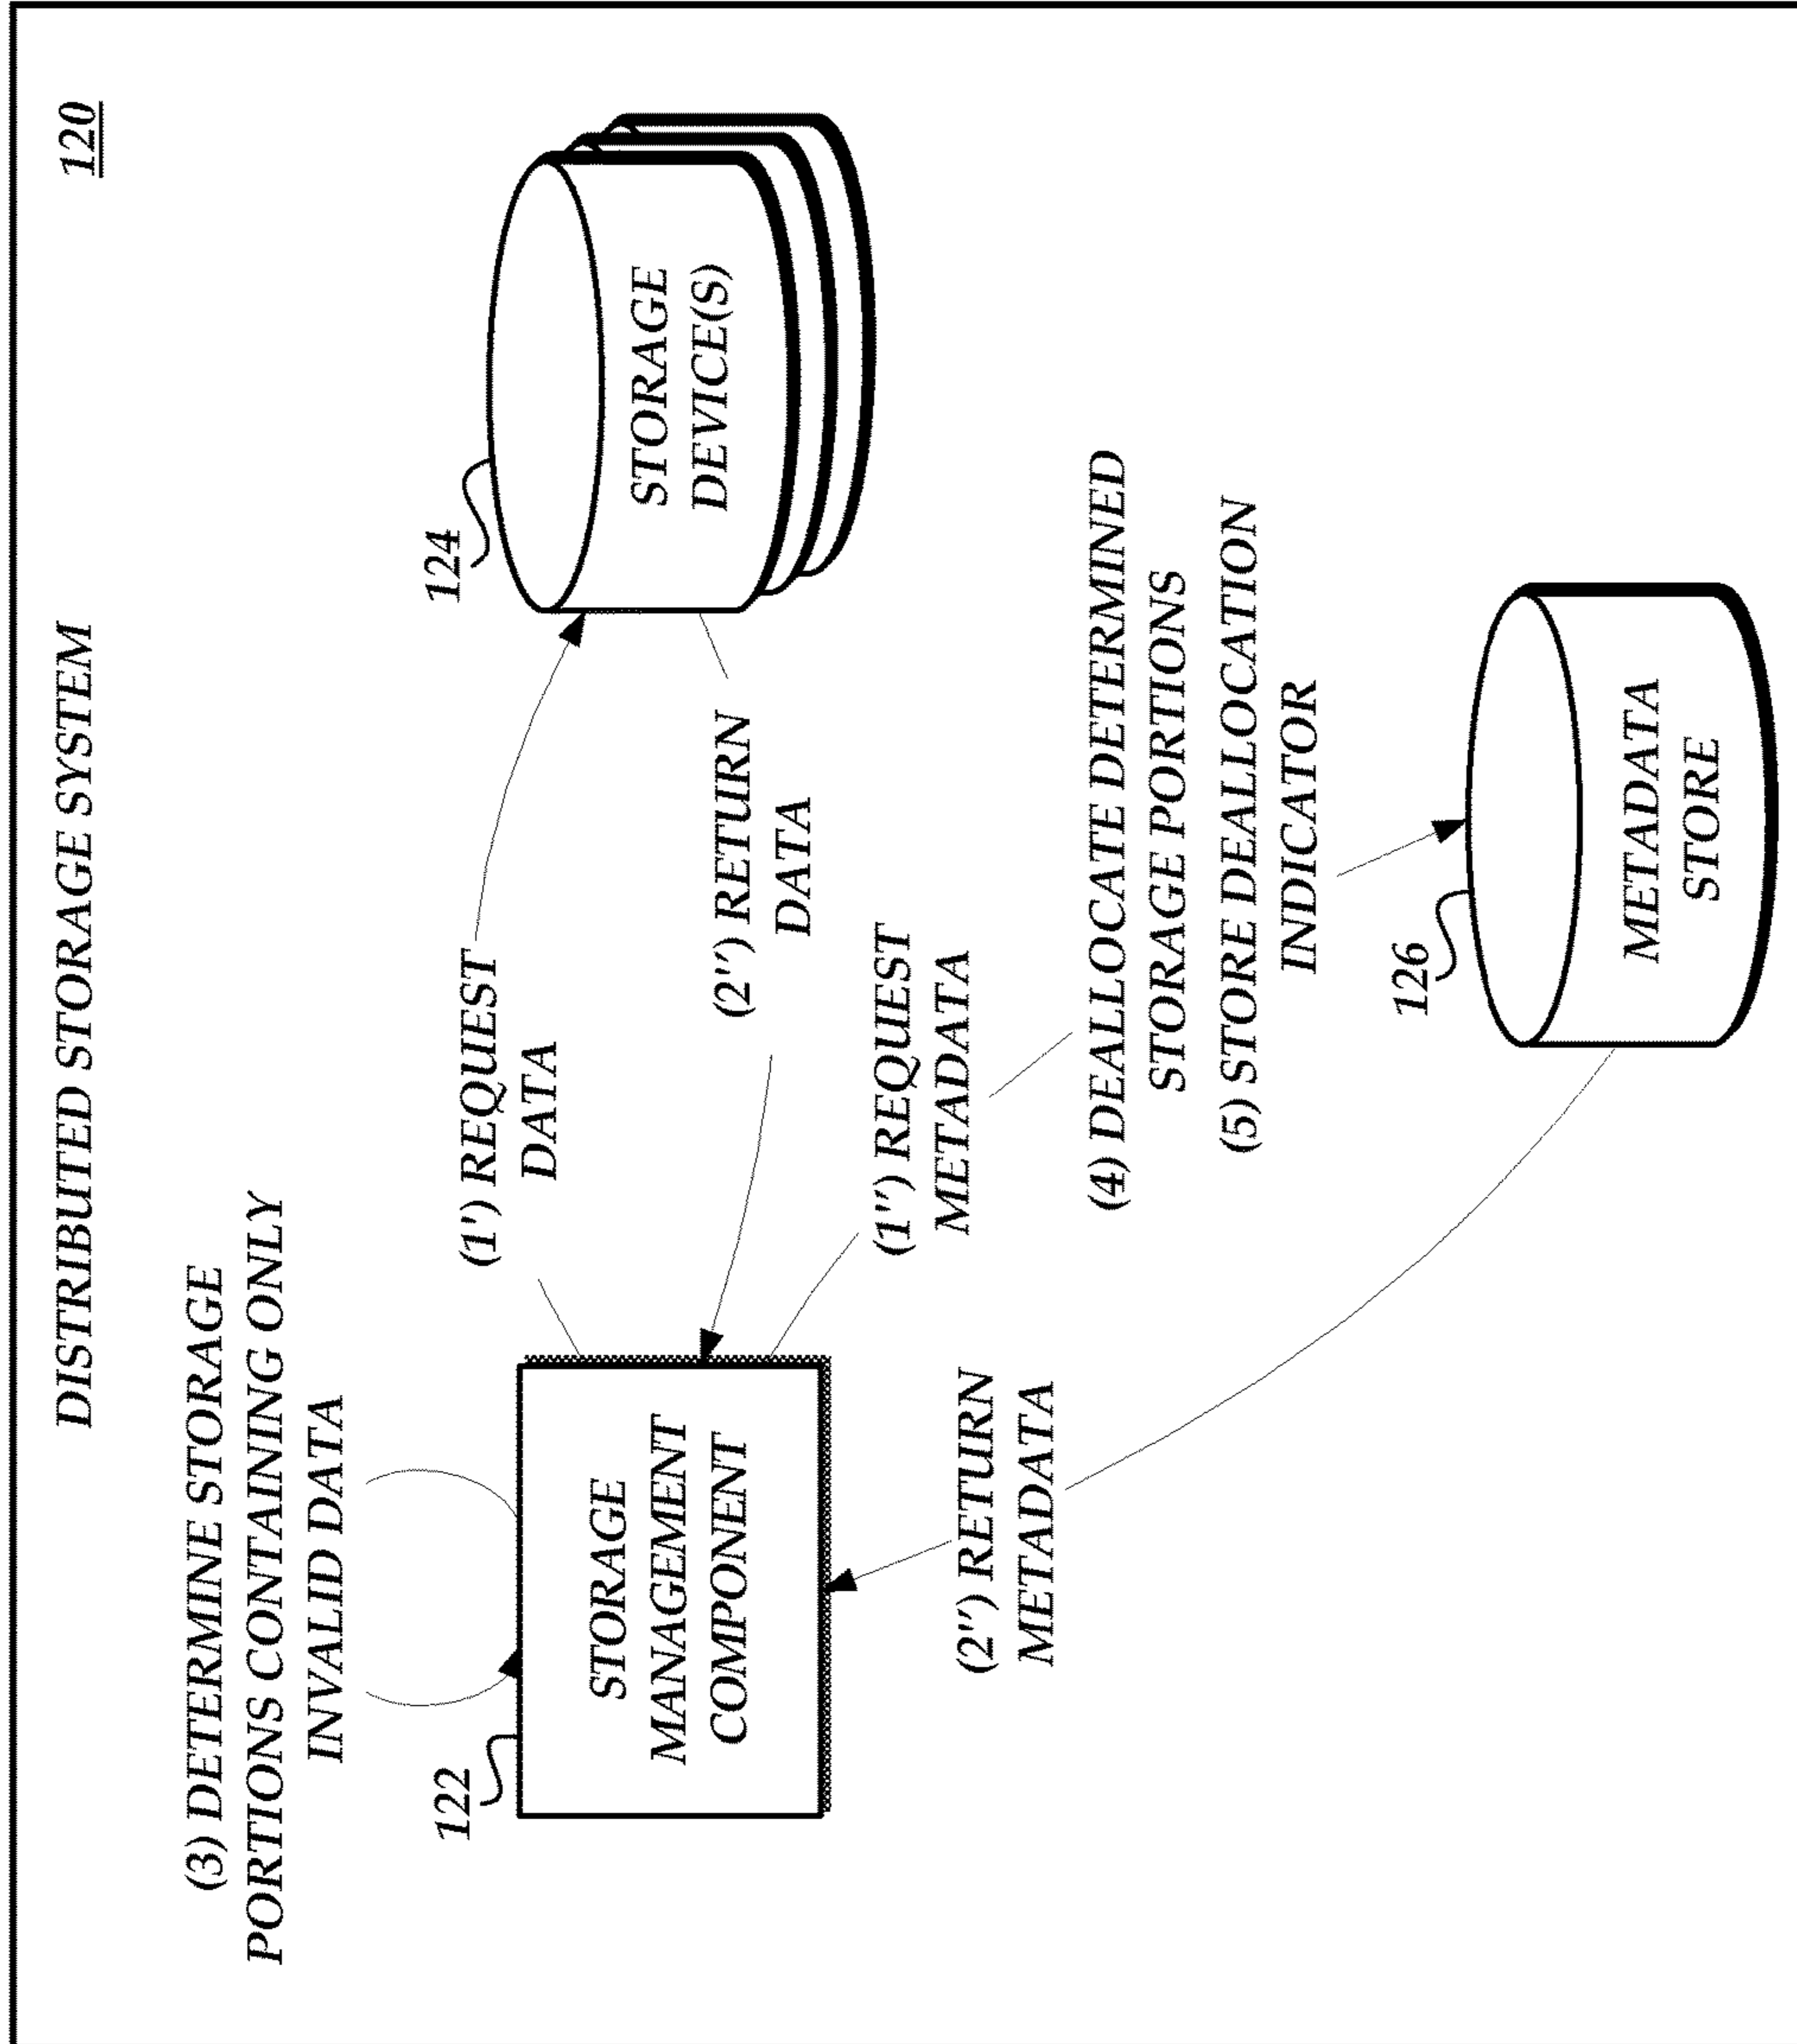 DISTRIBUTED STORAGE SYSTEM
120
(3) DETERMINE STORAGE
PORTIONS CONTAINING ONLY
INVALID DATA
122
STORAGE
MANAGEMENT
COMPONENT
(1') REQUEST
DATA
124
STORAGE
DEVICE(S)
(2'') RETURN
DATA
(1'') REQUEST
METADATA
(2'') RETURN
METADATA
(4) DEALLOCATE DETERMINED
STORAGE PORTIONS
(5) STORE DEALLOCATION
INDICATOR
126
METADATA
STORE